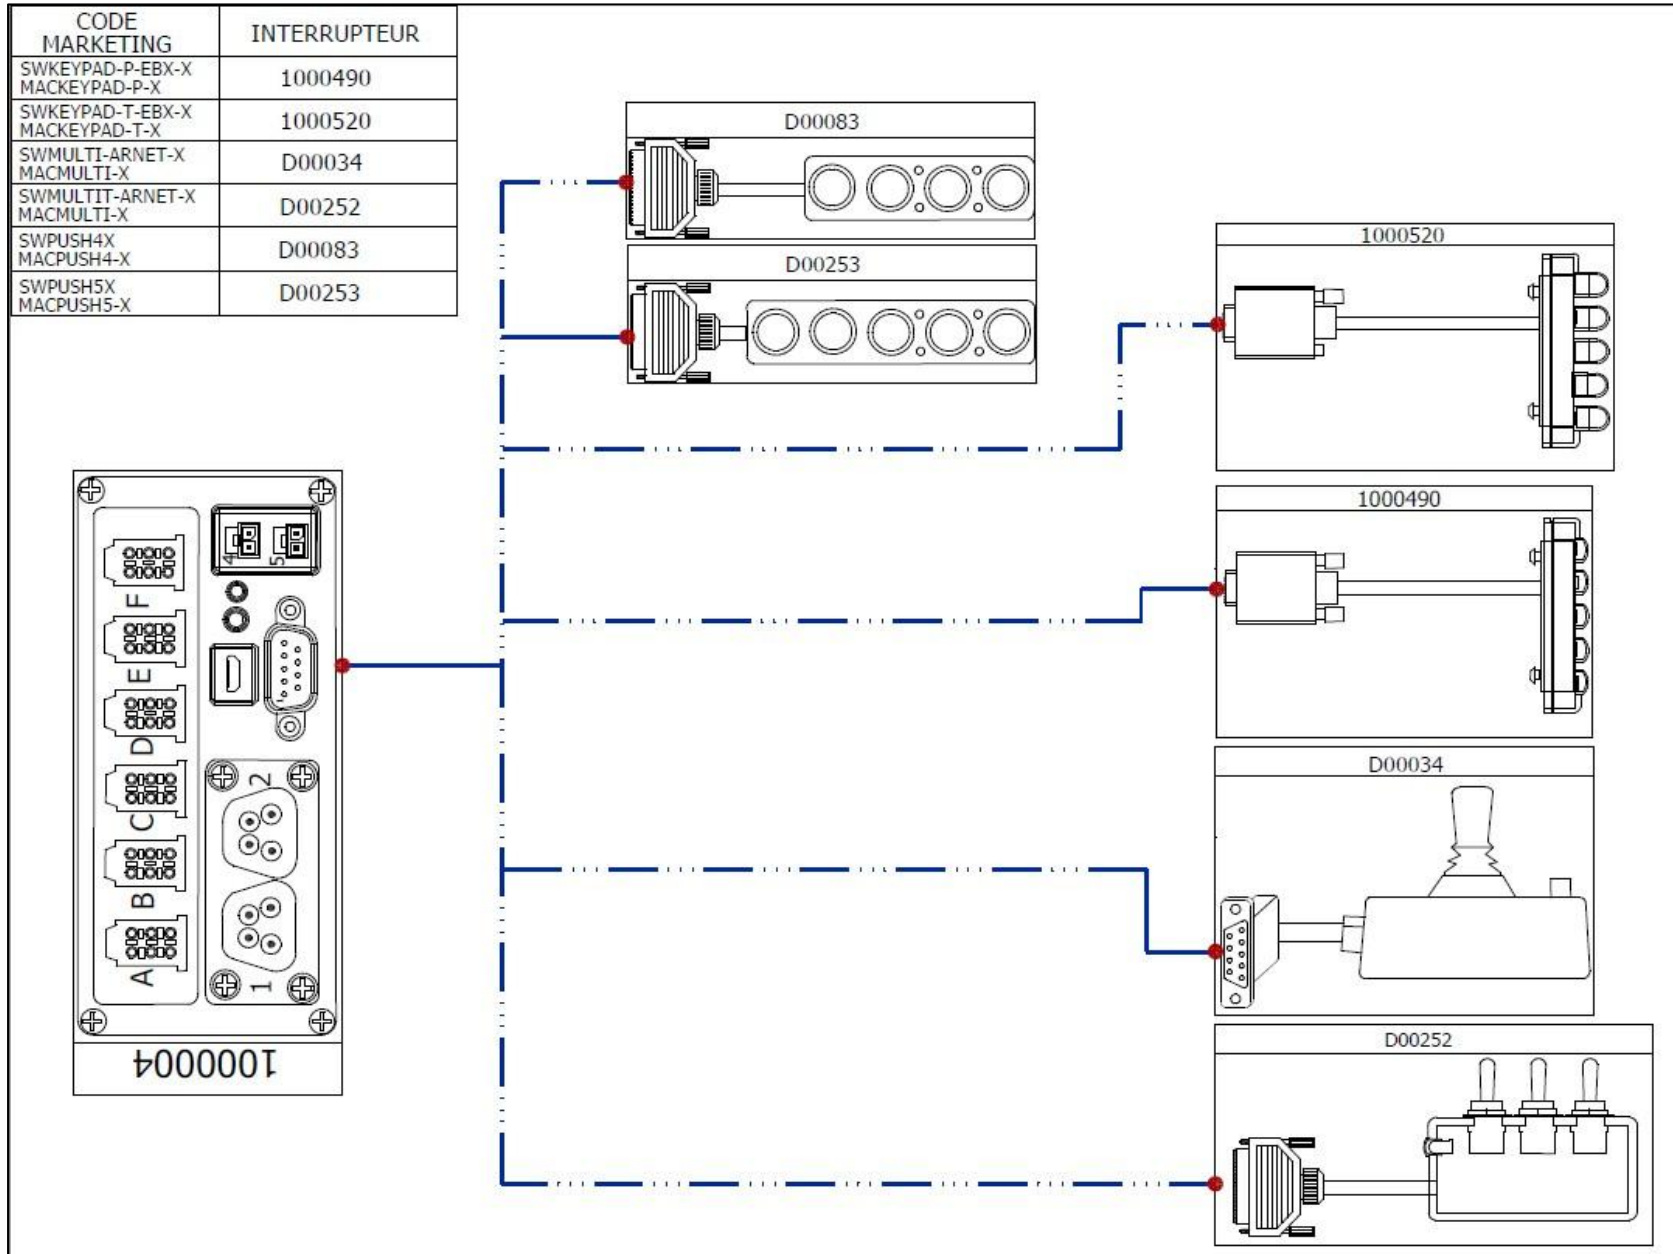 CODE
MARKETING
INTERRUPTEUR
SWKEYPAD-P-EBX-X
MACKEYPAD-P-X
1000490
SWKEYPAD-T-EBX-X
MACKEYPAD-T-X
1000520
SWMULTI-ARNET-X
MACMULTI-X
D00034
SWMULTIT-ARNET-X
MACMULTI-X
D00252
SWPUSH4X
MACPUSH4-X
D00083
SWPUSH5X
MACPUSH5-X
D00253
D00083
D00253
1000520
1000490
D00034
D00252
4
5
F
E
D
C
B
A
2
1
1000004